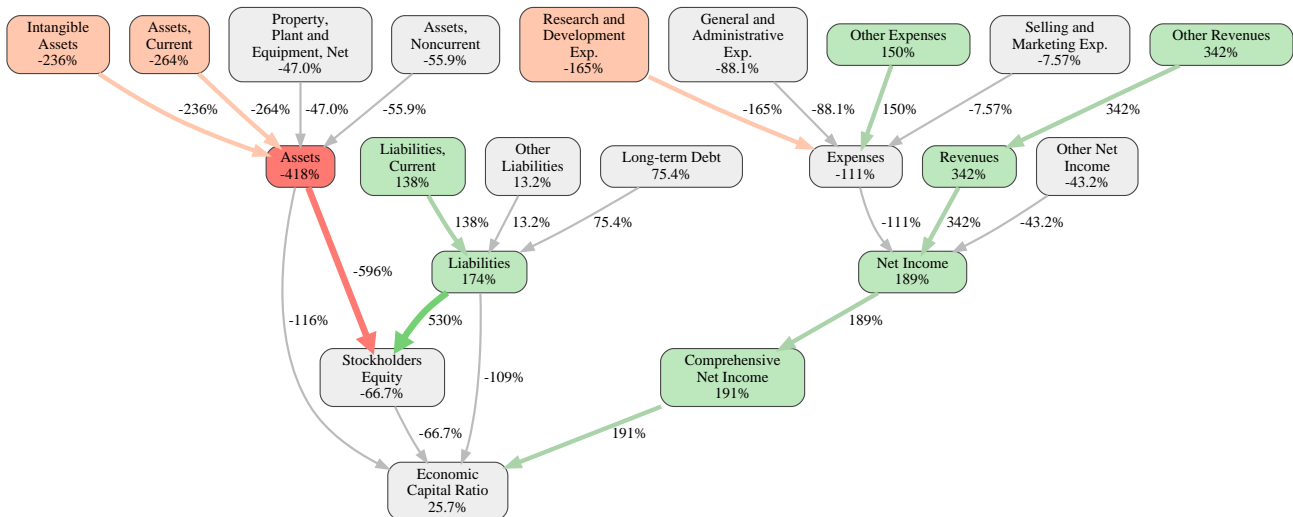 Intangible
Assets
-236%
Assets,
Current
-264%
Property,
Plant and
Equipment, Net
-47.0%
Assets,
Noncurrent
-55.9%
Research and
Development
Exp.
-165%
General and
Administrative
Exp.
-88.1%
Other Expenses
150%
Selling and
Marketing Exp.
-7.57%
Other Revenues
342%
-236%
-264%
-47.0%
-55.9%
-165%
-88.1%
150%
-7.57%
342%
Assets
-418%
Liabilities,
Current
138%
Other
Liabilities
13.2%
Long-term Debt
75.4%
Expenses
-111%
Revenues
342%
Other Net
Income
-43.2%
138%
13.2%
75.4%
-111%
342%
-43.2%
-596%
Liabilities
174%
Net Income
189%
-116%
530%
189%
Stockholders
Equity
-66.7%
-109%
Comprehensive
Net Income
191%
-66.7%
191%
Economic
Capital Ratio
25.7%